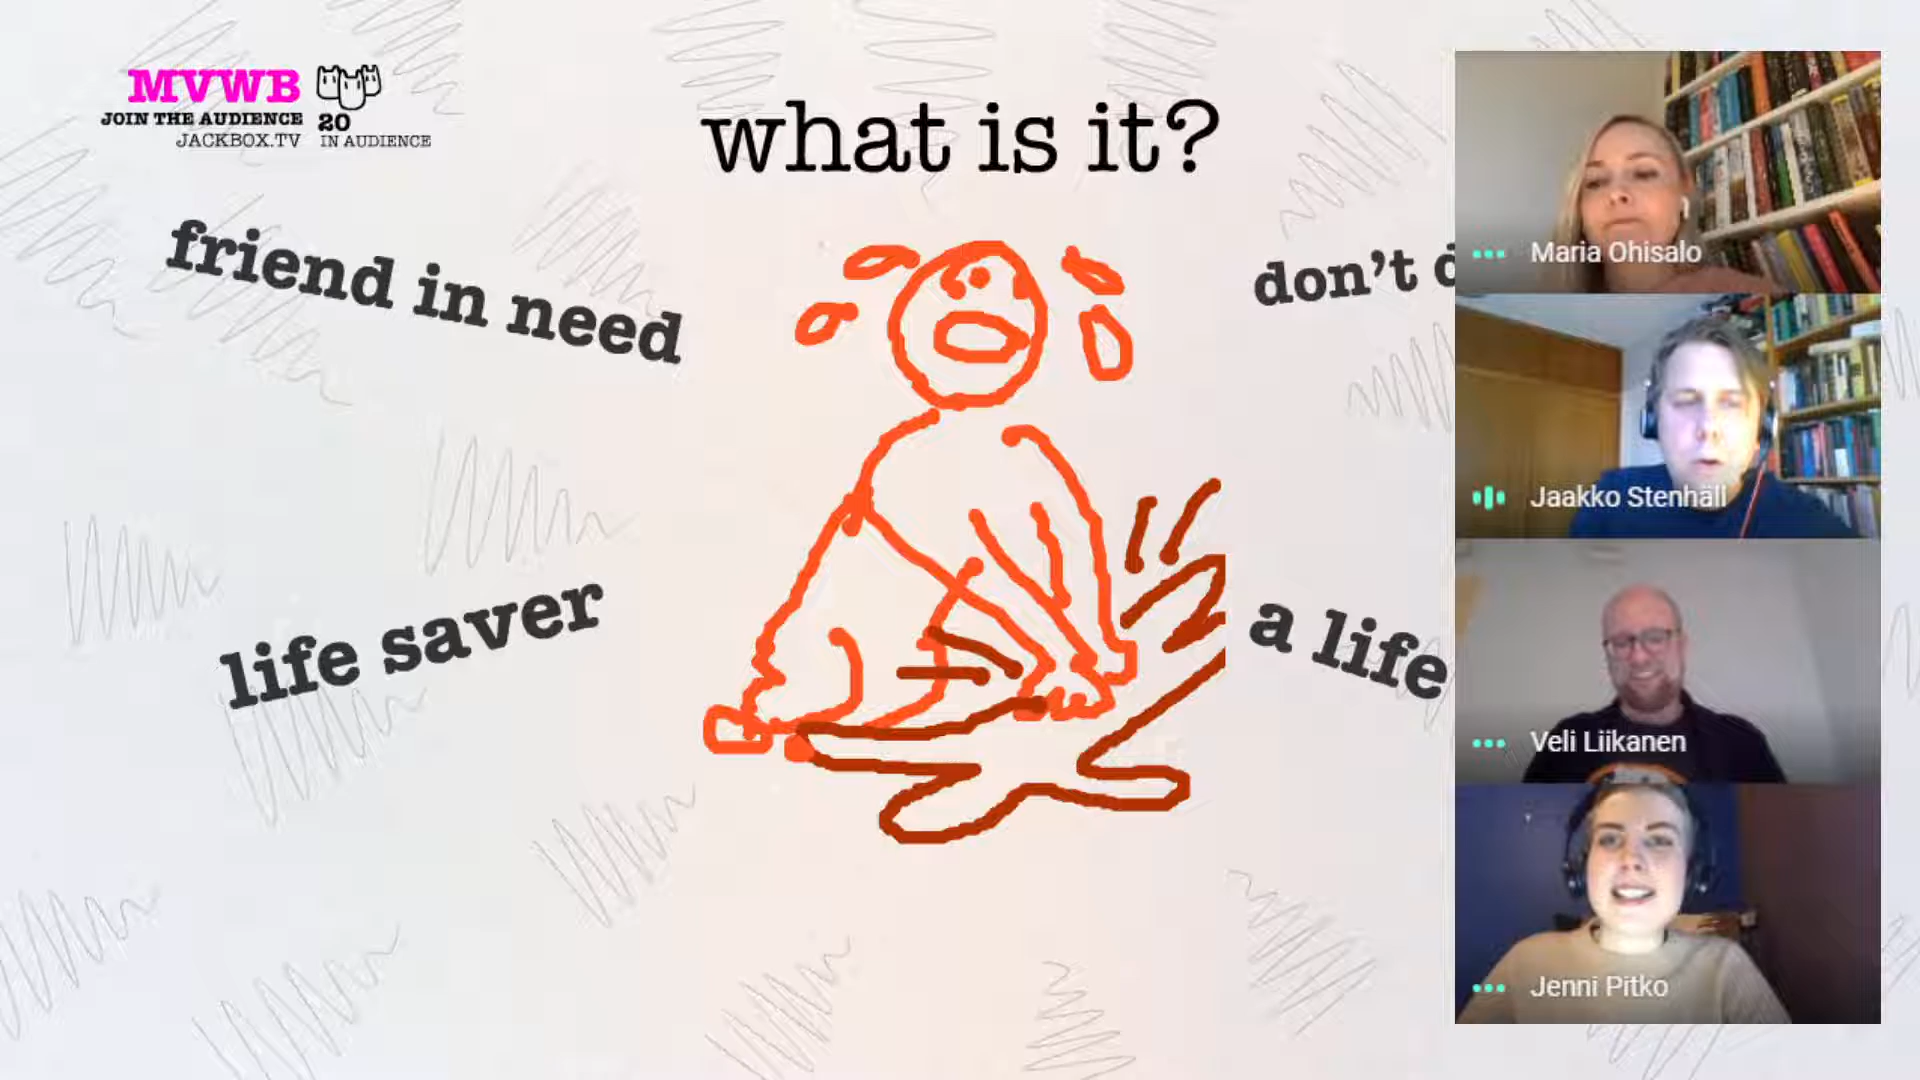 MVWB
JOIN THE AUDIENCE
JACKBOX.TV
20
IN AUDIENCE
what is it?
friend in need
don't
life saver
a life
Maria Ohisalo
Jaakko Stenhäll
Veli Liikanen
Jenni Pitko